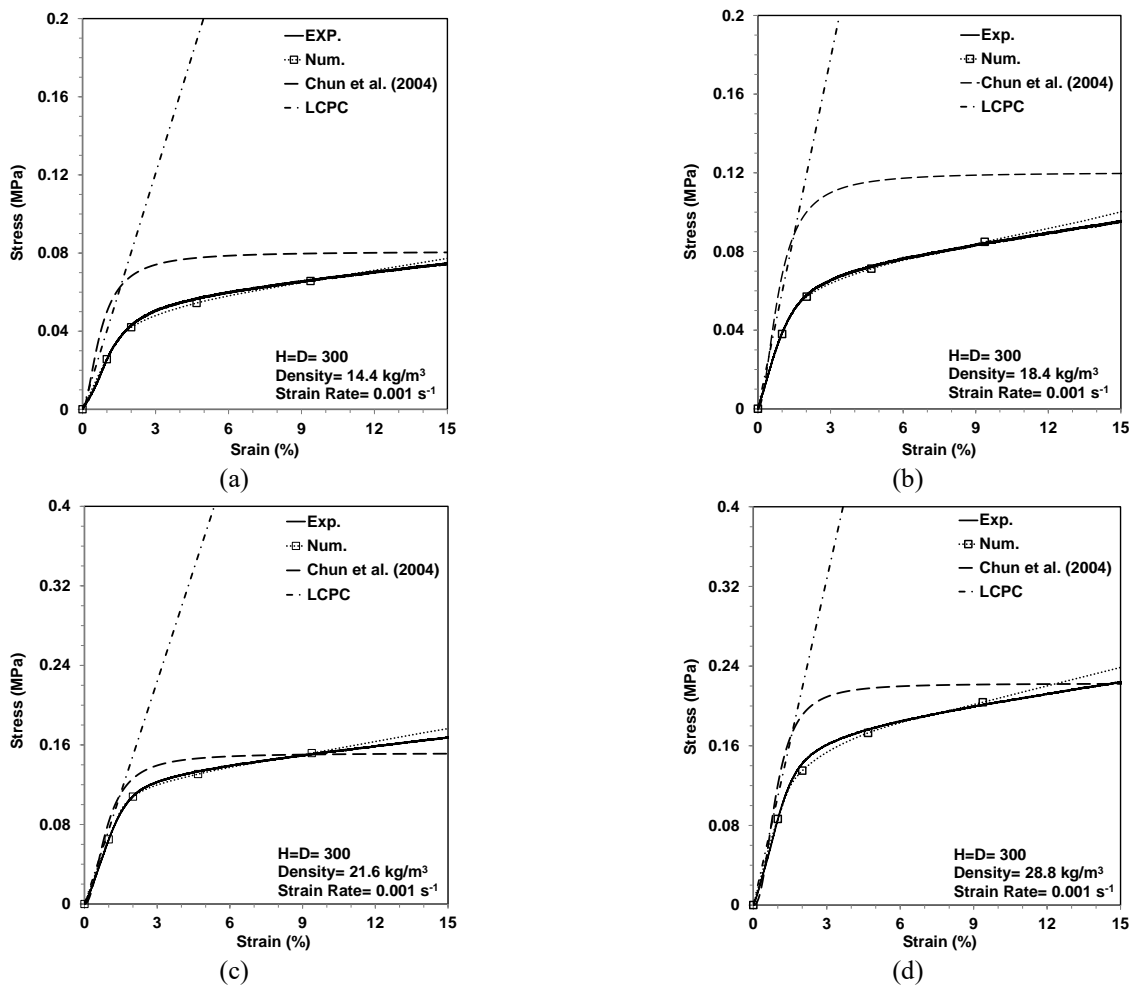 0.2
0.16
0.12
0.08
0.04
0
Stress (MPa)
EXP.
Num.
Chun et al. (2004)
LCPC
H=D= 300
Density= 14.4 kg/m³
Strain Rate= 0.001 s⁻¹
0 3 6 9 12 15
Srain (%)
(a)
0.2
0.16
0.12
0.08
0.04
0
Stress (MPa)
Exp.
Num.
Chun et al. (2004)
LCPC
H=D= 300
Density= 18.4 kg/m³
Strain Rate= 0.001 s⁻¹
0 3 6 9 12 15
Strain (%)
(b)
0.4
0.32
0.24
0.16
0.08
0
Stress (MPa)
Exp.
Num.
Chun et al. (2004)
LCPC
H=D= 300
Density= 21.6 kg/m³
Strain Rate= 0.001 s⁻¹
0 3 6 9 12 15
Strain (%)
(c)
0.4
0.32
0.24
0.16
0.08
0
Stress (MPa)
Exp.
Num.
Chun et al. (2004)
LCPC
H=D= 300
Density= 28.8 kg/m³
Strain Rate= 0.001 s⁻¹
0 3 6 9 12 15
Strain (%)
(d)